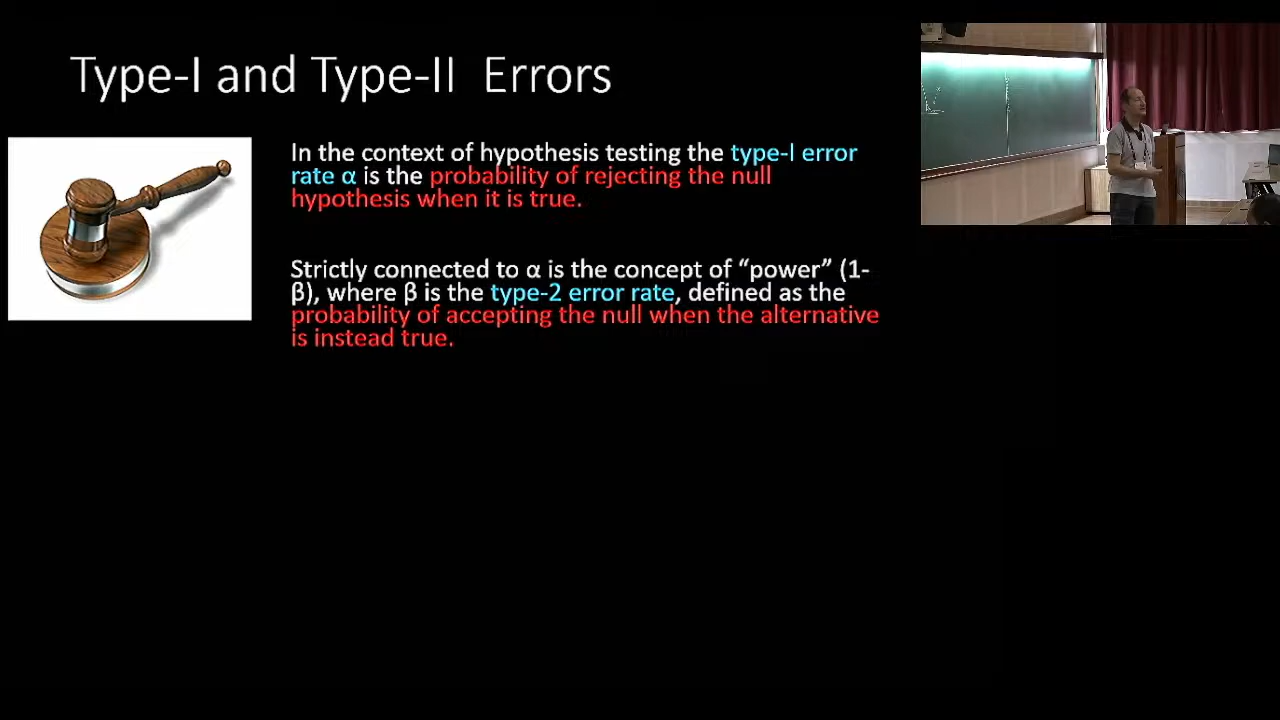 Type-I and Type-II Errors
In the context of hypothesis testing the type-I error
rate α is the probability of rejecting the null
hypothesis when it is true.
Strictly connected to α is the concept of “power” (1-
β), where β is the type-2 error rate, defined as the
probability of accepting the null when the alternative
is instead true.